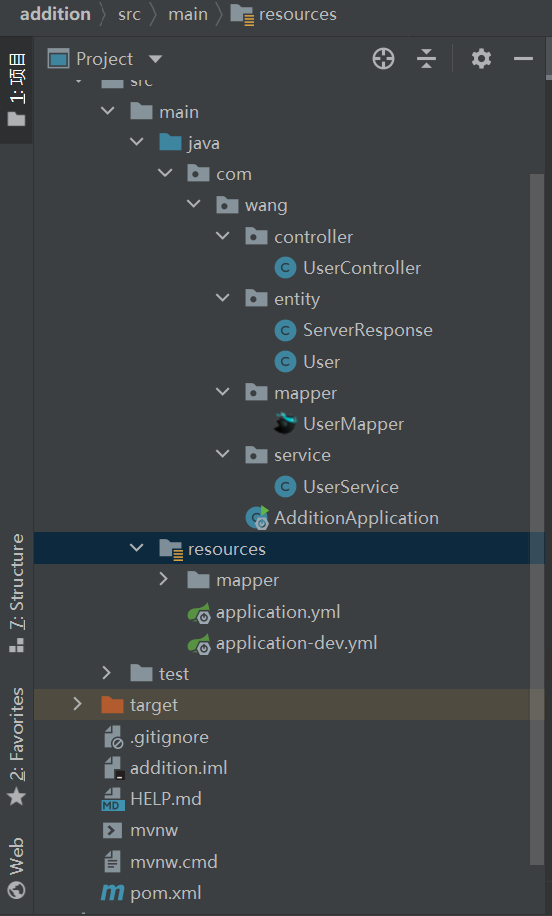 addition src main resources
1: 项目
Project
src
main
java
com
wang
controller
UserController
entity
ServerResponse
User
mapper
UserMapper
service
UserService
AdditionApplication
resources
mapper
application.yml
application-dev.yml
test
target
.gitignore
addition.iml
HELP.md
mvnw
mvnw.cmd
pom.xml
7: Structure
2: Favorites
Web